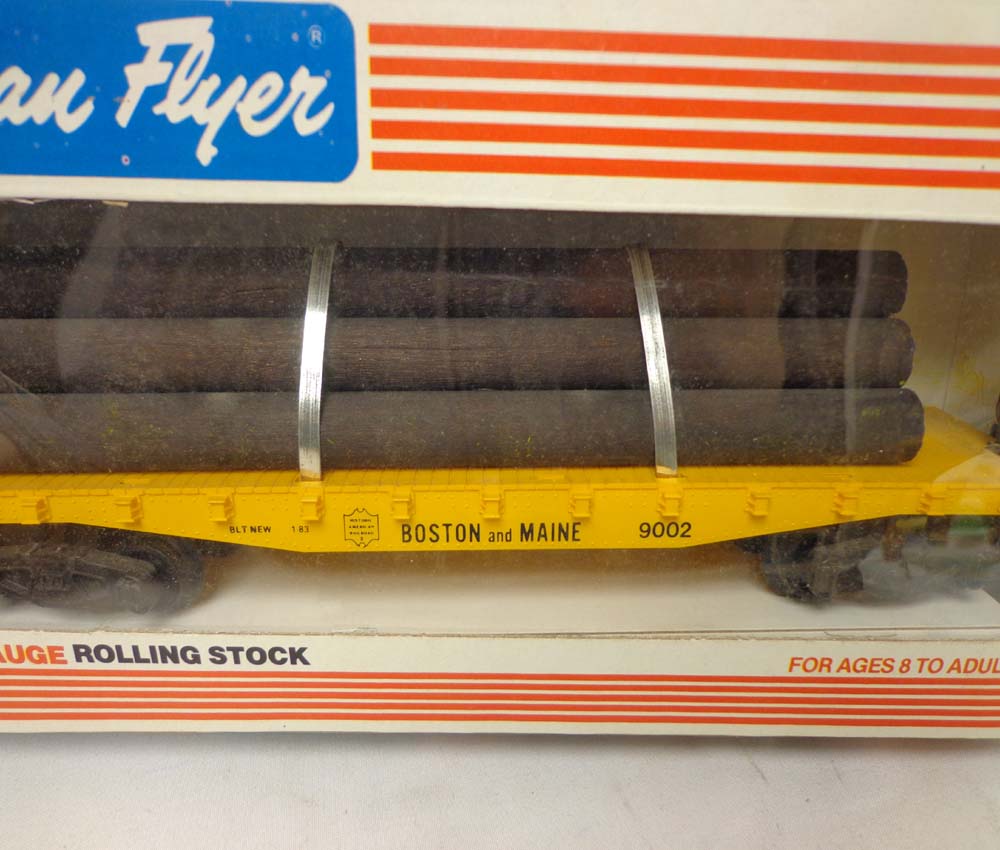 an Flyer ®
BLT NEW 1 83
BOSTON and MAINE 9002
AUGE ROLLING STOCK
FOR AGES 8 TO ADUL